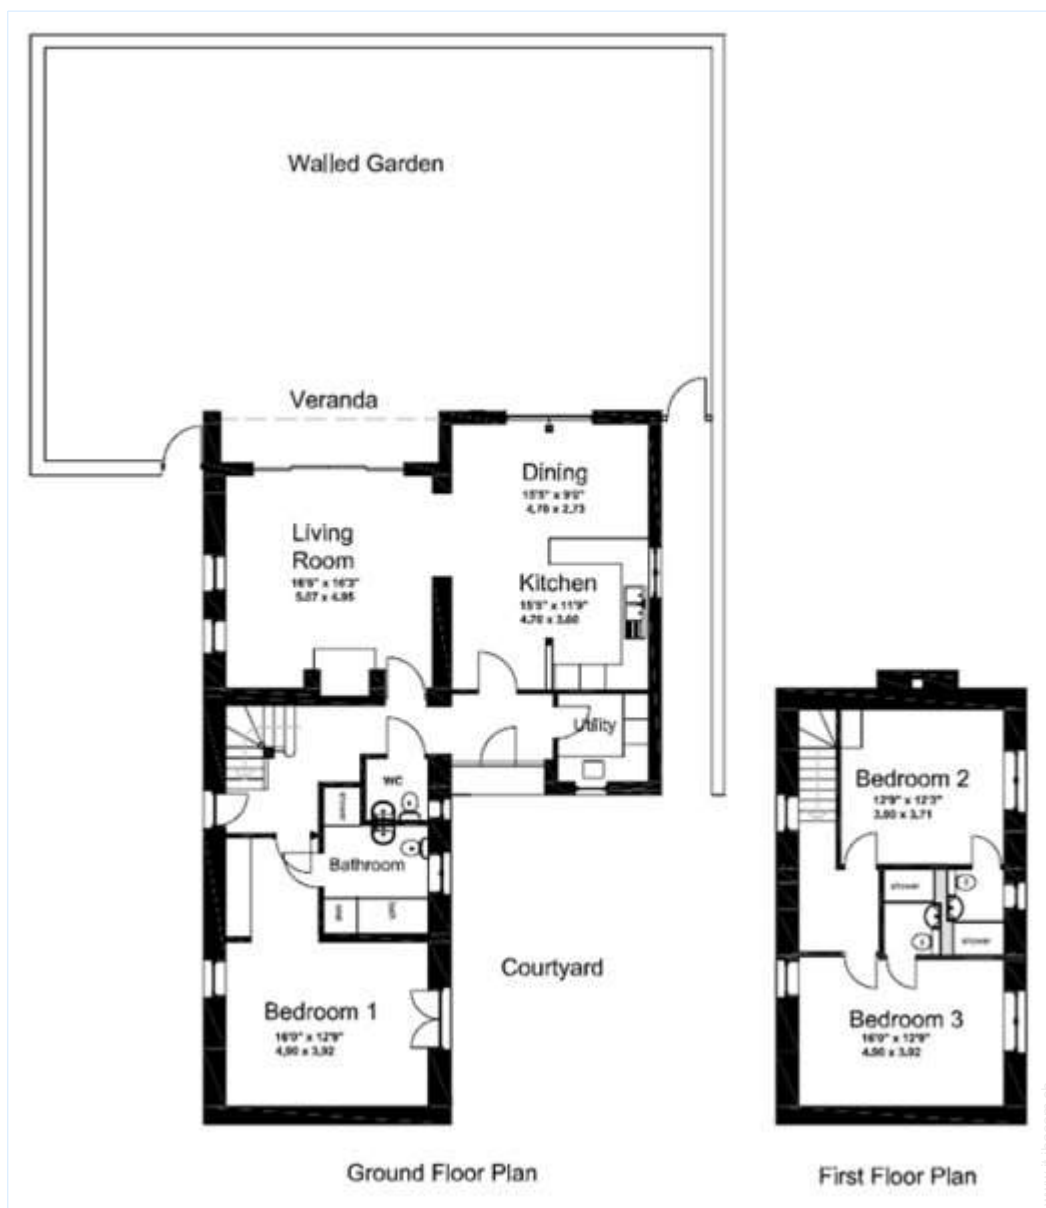 Walled Garden
Veranda
Dining
15'5" x 9'0"
4.70 x 2.73
Living
Room
16'8" x 16'3"
5.07 x 4.95
Kitchen
15'5" x 11'9"
4.70 x 3.60
Utility
WC
shower
Bathroom
bath
Bedroom 2
12'9" x 12'3"
3.90 x 3.71
shower
shower
Courtyard
Bedroom 1
16'0" x 12'9"
4.90 x 3.92
Bedroom 3
16'0" x 12'9"
4.90 x 3.92
Ground Floor Plan
First Floor Plan